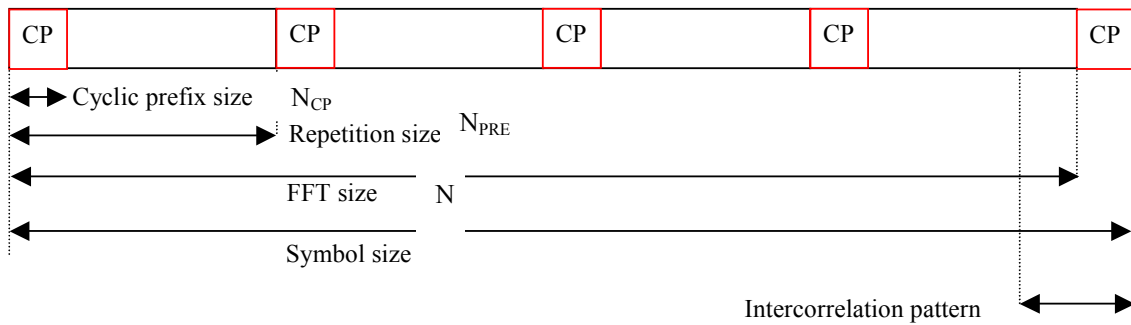 CP CP CP CP CP
Cyclic prefix size N_CP
Repetition size N_PRE
FFT size N
Symbol size
Intercorrelation pattern